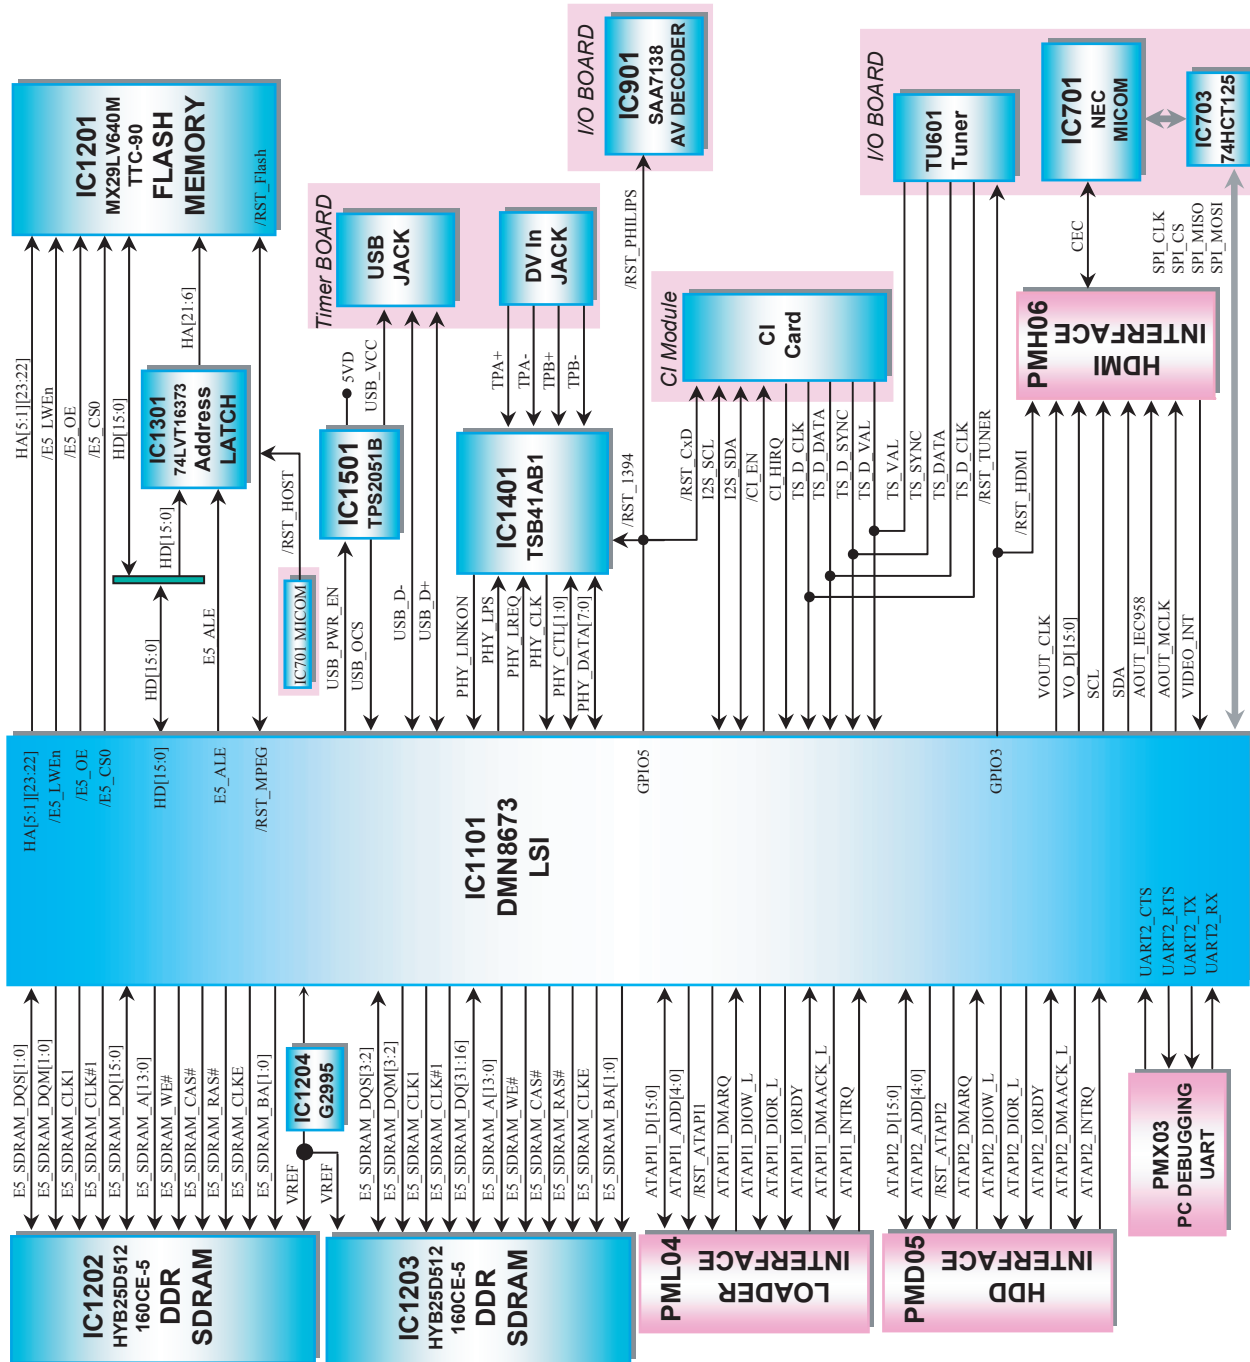 IC1201
MX29LV640M
TTC-90
FLASH
MEMORY
/RST_Flash
HA[5:1][23:22]
/E5_LWEn
/E5_OE
/E5_CS0
HD[15:0]
HA[21:6]
IC1301
74LVT16373
Address
LATCH
HD[15:0]
HD[15:0]
E5_ALE
/RST_HOST
IC701 MICOM
HA[5:1][23:22]
/E5_LWEn
/E5_OE
/E5_CS0
HD[15:0]
E5_ALE
/RST_MPEG
Timer BOARD
USB
JACK
DV In
JACK
5VD
USB_VCC
IC1501
TPS2051B
USB_PWR_EN
USB_OCS
USB_D-
USB_D+
TPA+
TPA-
TPB+
TPB-
IC1401
TSB41AB1
PHY_LINKON
PHY_LPS
PHY_LREQ
PHY_CLK
PHY_CTL[1:0]
PHY_DATA[7:0]
/RST_1394
I/O BOARD
IC901
SAA7138
AV DECODER
/RST_PHILIPS
GPIO5
CI Module
CI
Card
/RST_CxD
I2S_SCL
I2S_SDA
/CI_EN
CI_HIRQ
TS_D_CLK
TS_D_DATA
TS_D_SYNC
TS_D_VAL
I/O BOARD
TU601
Tuner
TS_VAL
TS_SYNC
TS_DATA
TS_D_CLK
/RST_TUNER
/RST_HDMI
GPIO3
IC701
NEC
MICOM
IC703
74HCT125
CEC
SPI_CLK
SPI_CS
SPI_MISO
SPI_MOSI
PMH06
HDMI
INTERFACE
VOUT_CLK
VO_D[15:0]
SCL
SDA
AOUT_IEC958
AOUT_MCLK
VIDEO_INT
IC1101
DMN8673
LSI
UART2_CTS
UART2_RTS
UART2_TX
UART2_RX
E5_SDRAM_DQS[1:0]
E5_SDRAM_DQM[1:0]
E5_SDRAM_CLK1
E5_SDRAM_CLK#1
E5_SDRAM_DQ[15:0]
E5_SDRAM_A[13:0]
E5_SDRAM_WE#
E5_SDRAM_CAS#
E5_SDRAM_RAS#
E5_SDRAM_CLKE
E5_SDRAM_BA[1:0]
IC1204
G2995
VREF
VREF
E5_SDRAM_DQS[3:2]
E5_SDRAM_DQM[3:2]
E5_SDRAM_CLK1
E5_SDRAM_CLK#1
E5_SDRAM_DQ[31:16]
E5_SDRAM_A[13:0]
E5_SDRAM_WE#
E5_SDRAM_CAS#
E5_SDRAM_RAS#
E5_SDRAM_CLKE
E5_SDRAM_BA[1:0]
ATAPI1_D[15:0]
ATAPI1_ADD[4:0]
/RST_ATAPI1
ATAPI1_DMARQ
ATAPI1_DIOW_L
ATAPI1_DIOR_L
ATAPI1_IORDY
ATAPI1_DMAACK_L
ATAPI1_INTRQ
ATAPI2_D[15:0]
ATAPI2_ADD[4:0]
/RST_ATAPI2
ATAPI2_DMARQ
ATAPI2_DIOW_L
ATAPI2_DIOR_L
ATAPI2_IORDY
ATAPI2_DMAACK_L
ATAPI2_INTRQ
IC1202
HYB25D512
160CE-5
DDR
SDRAM
IC1203
HYB25D512
160CE-5
DDR
SDRAM
PML04
LOADER
INTERFACE
PMD05
HDD
INTERFACE
PMX03
PC DEBUGGING
UART